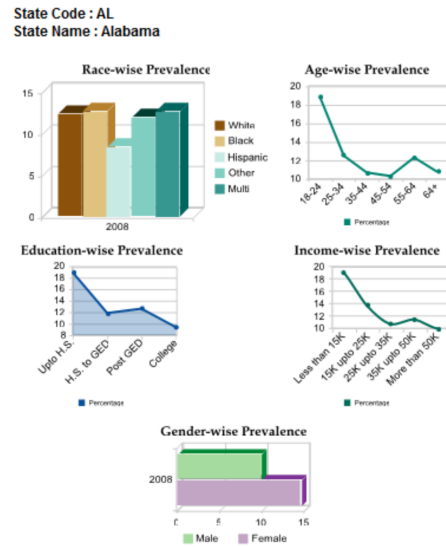 State Code : AL
State Name : Alabama
Race-wise Prevalence
15
10
5
0
2008
White
Black
Hispanic
Other
Multi
Age-wise Prevalence
20
18
16
14
12
10
18-24
25-34
35-44
45-54
55-64
64+
Percentage
Education-wise Prevalence
20
18
16
14
12
10
8
Upto H.S.
H.S. to GED
Post GED
College
Percentage
Income-wise Prevalence
20
18
16
14
12
10
Less than 15K
15K upto 25K
25K upto 35K
35K upto 50K
More than 50K
Percentage
Gender-wise Prevalence
2008
0
5
10
15
Male
Female